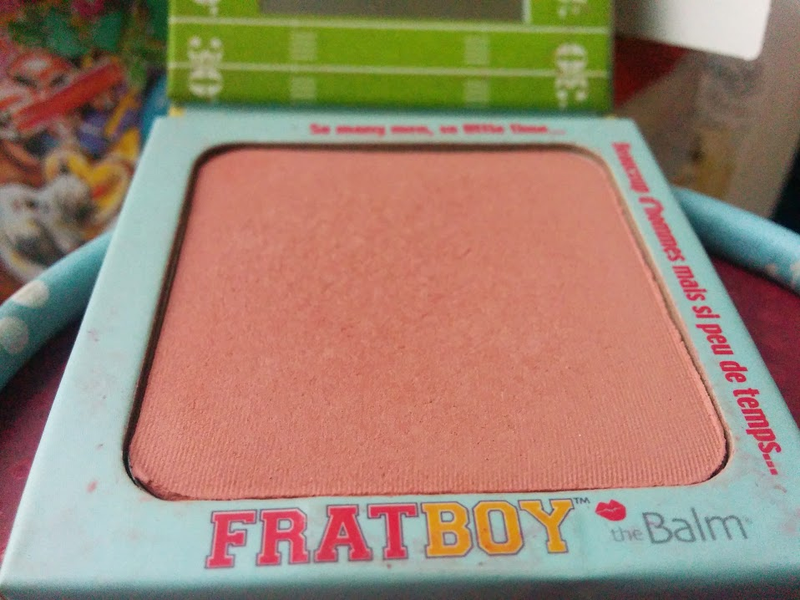 So many men, so little time...
Beaucoup d'hommes mais si peu de temps...
FRATBOY™
theBalm®